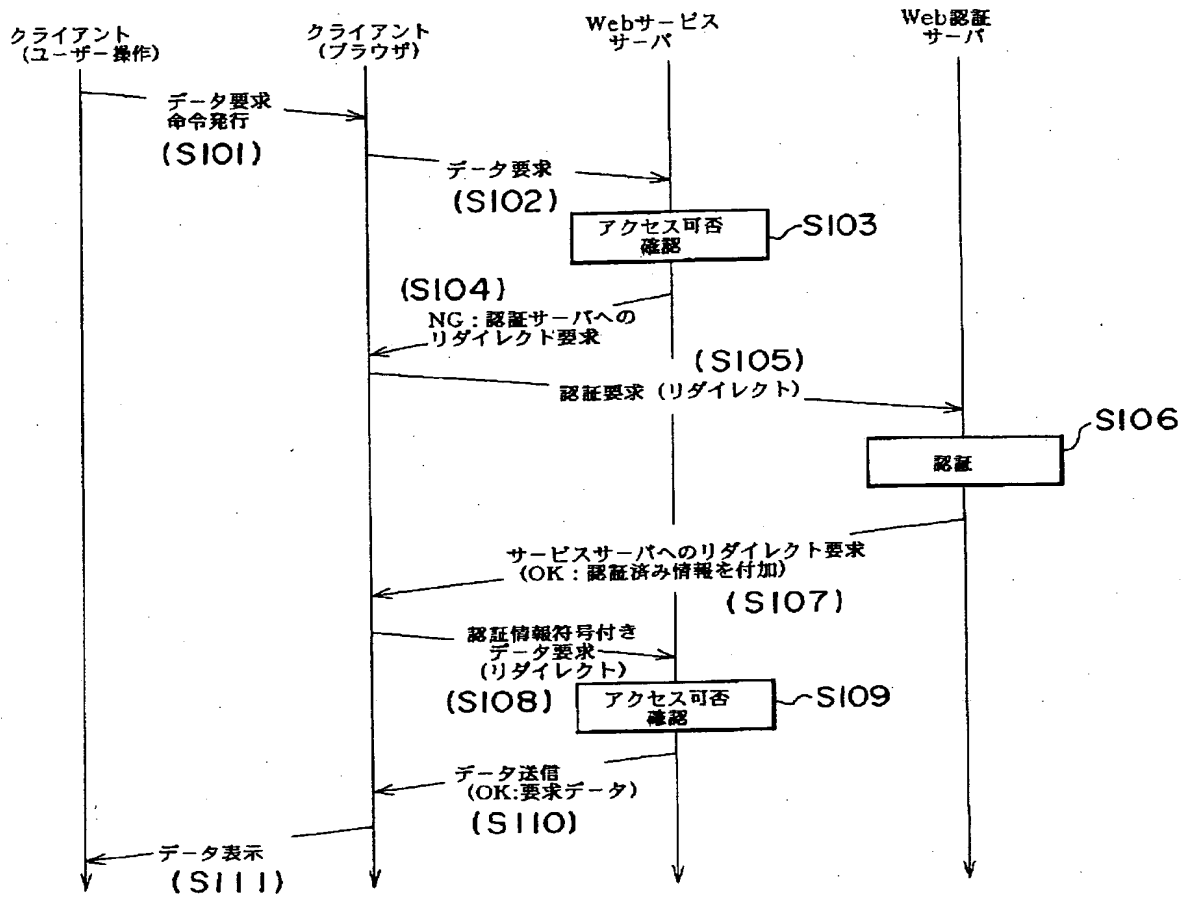 クライアント
(ユーザー操作)
クライアント
(ブラウザ)
Webサービス
サーバ
Web認証
サーバ
データ要求
命令発行
(S101)
データ要求
(S102)
アクセス可否
確認
S103
(S104)
NG:認証サーバへの
リダイレクト要求
(S105)
認証要求(リダイレクト)
S106
認証
サービスサーバへのリダイレクト要求
(OK:認証済み情報を付加)
(S107)
認証情報符号付き
データ要求
(リダイレクト)
(S108)
アクセス可否
確認
S109
データ送信
(OK:要求データ)
(S110)
データ表示
(S111)